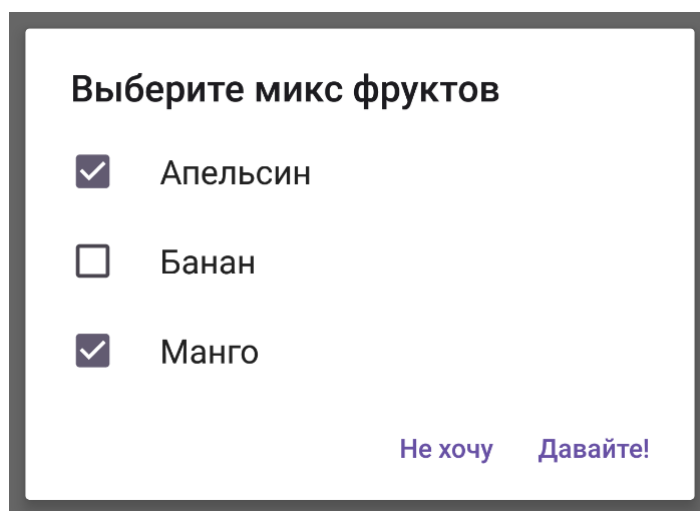 Выберите микс фруктов
Апельсин
Банан
Манго
Не хочу Давайте!